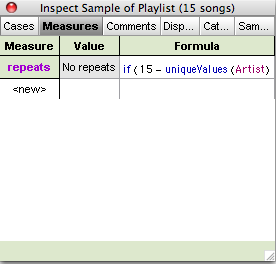 Inspect Sample of Playlist (15 songs)
Cases Measures Comments Disp... Cat... Sam...
Measure Value Formula
repeats No repeats if (15 – uniqueValues (Artist)
<new>